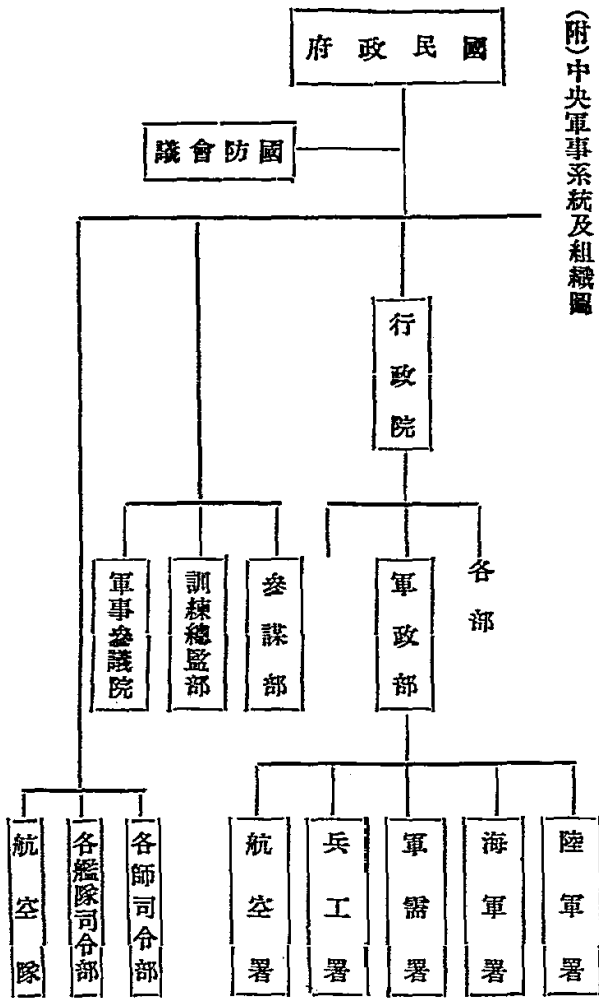 (附)中央軍事系統及組織圖
國民政府
國防會議
行政院
各部
軍政部
參謀部
訓練總監部
軍事參議院
陸軍署
海軍署
軍需署
兵工署
航空署
各師司令部
各艦隊司令部
航空隊